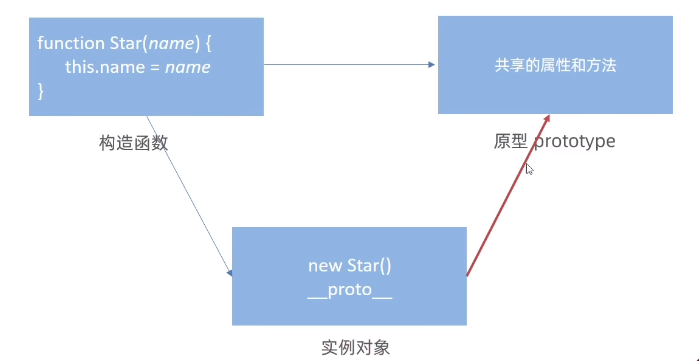 function Star(name) {
this.name = name
}
共享的属性和方法
构造函数
原型 prototype
new Star()
__proto__
实例对象